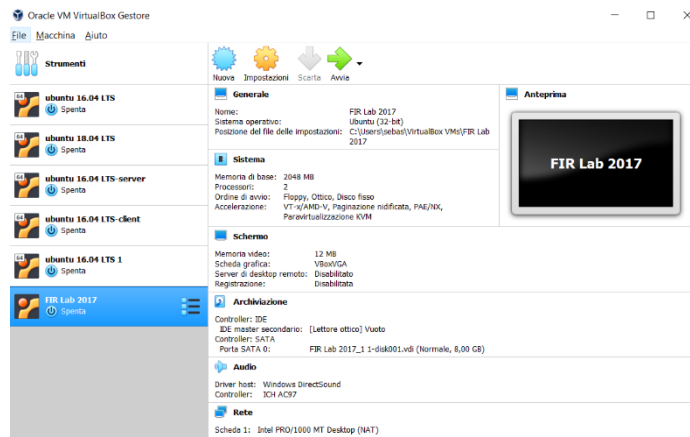 Oracle VM VirtualBox Gestore
File Macchina Aiuto
Strumenti
Nuova Impostazioni Scarta Avvia
64 ubuntu 16.04 LTS
Spenta
64 ubuntu 18.04 LTS
Spenta
64 ubuntu 16.04 LTS-server
Spenta
64 ubuntu 16.04 LTS-client
Spenta
64 ubuntu 16.04 LTS 1
Spenta
FIR Lab 2017
Spenta
Generale
Nome: FIR Lab 2017
Sistema operativo: Ubuntu (32-bit)
Posizione del file delle impostazioni: C:\Users\sebas\VirtualBox VMs\FIR Lab
2017
Sistema
Memoria di base: 2048 MB
Processori: 2
Ordine di avvio: Floppy, Ottico, Disco fisso
Accelerazione: VT-x/AMD-V, Paginazione nidificata, PAE/NX,
Paravirtualizzazione KVM
Schermo
Memoria video: 12 MB
Scheda grafica: VBoxVGA
Server di desktop remoto: Disabilitato
Registrazione: Disabilitata
Archiviazione
Controller: IDE
IDE master secondario: [Lettore ottico] Vuoto
Controller: SATA
Porta SATA 0: FIR Lab 2017_1 1-disk001.vdi (Normale, 8,00 GB)
Audio
Driver host: Windows DirectSound
Controller: ICH AC97
Rete
Scheda 1: Intel PRO/1000 MT Desktop (NAT)
Anteprima
FIR Lab 2017